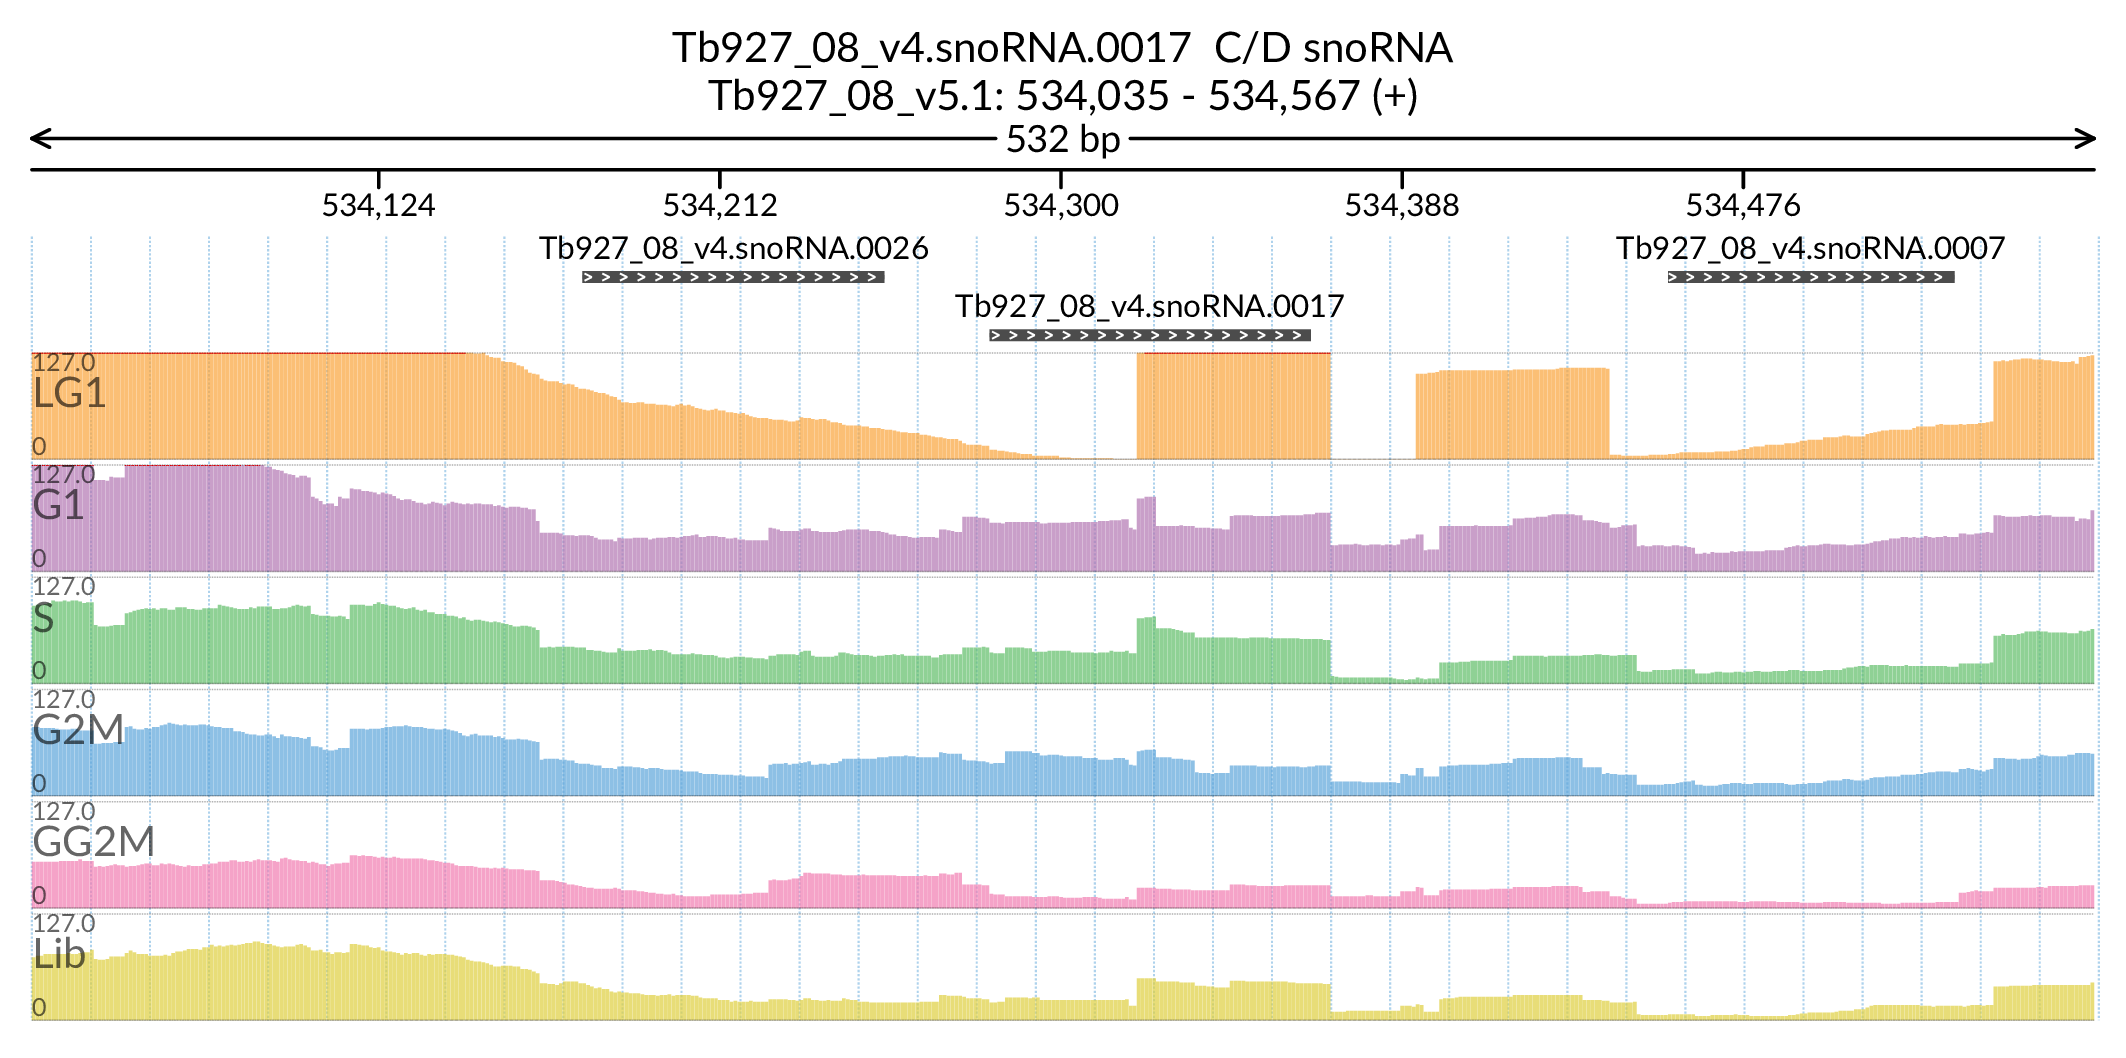 Tb927_08_v4.snoRNA.0017  C/D snoRNA
Tb927_08_v5.1: 534,035 - 534,567 (+)
532 bp
534,124 534,212 534,300 534,388 534,476
Tb927_08_v4.snoRNA.0026 Tb927_08_v4.snoRNA.0007
Tb927_08_v4.snoRNA.0017
127.0
LG1
0
127.0
G1
0
127.0
S
0
127.0
G2M
0
127.0
GG2M
0
127.0
Lib
0